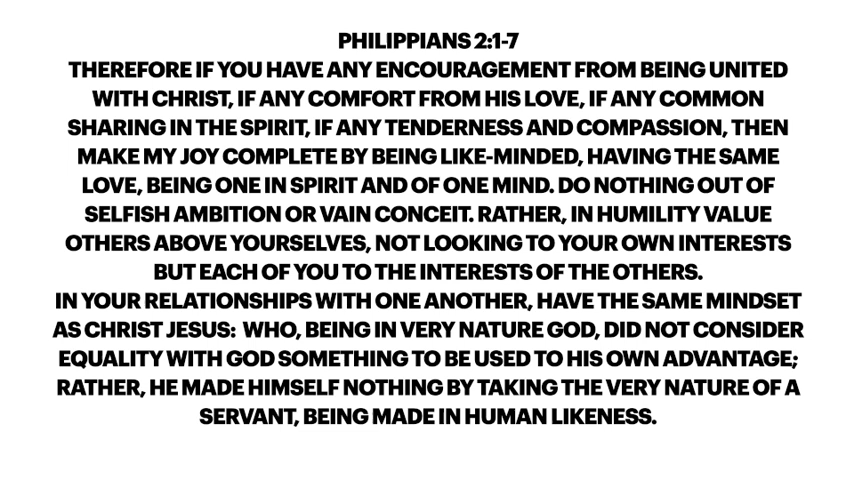 PHILIPPIANS 2:1-7
THEREFORE IF YOU HAVE ANY ENCOURAGEMENT FROM BEING UNITED
WITH CHRIST, IF ANY COMFORT FROM HIS LOVE, IF ANY COMMON
SHARING IN THE SPIRIT, IF ANY TENDERNESS AND COMPASSION, THEN
MAKE MY JOY COMPLETE BY BEING LIKE-MINDED, HAVING THE SAME
LOVE, BEING ONE IN SPIRIT AND OF ONE MIND. DO NOTHING OUT OF
SELFISH AMBITION OR VAIN CONCEIT. RATHER, IN HUMILITY VALUE
OTHERS ABOVE YOURSELVES, NOT LOOKING TO YOUR OWN INTERESTS
BUT EACH OF YOU TO THE INTERESTS OF THE OTHERS.
IN YOUR RELATIONSHIPS WITH ONE ANOTHER, HAVE THE SAME MINDSET
AS CHRIST JESUS:  WHO, BEING IN VERY NATURE GOD, DID NOT CONSIDER
EQUALITY WITH GOD SOMETHING TO BE USED TO HIS OWN ADVANTAGE;
RATHER, HE MADE HIMSELF NOTHING BY TAKING THE VERY NATURE OF A
SERVANT, BEING MADE IN HUMAN LIKENESS.